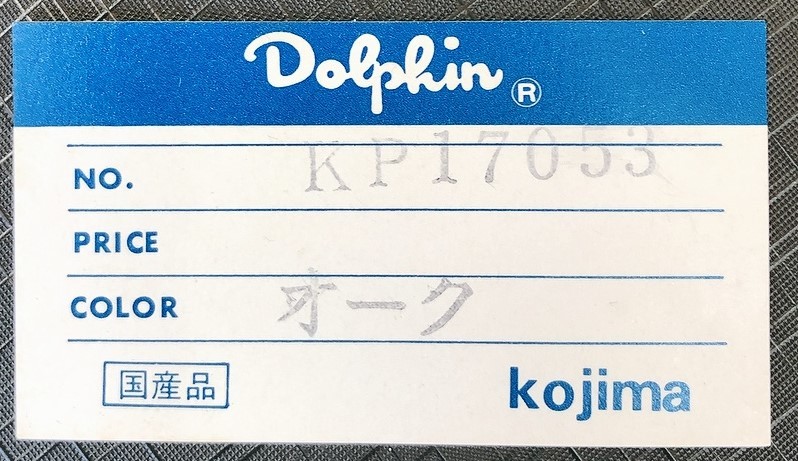 Dolphin ®
NO. KP17053
PRICE
COLOR オーク
国産品
kojima